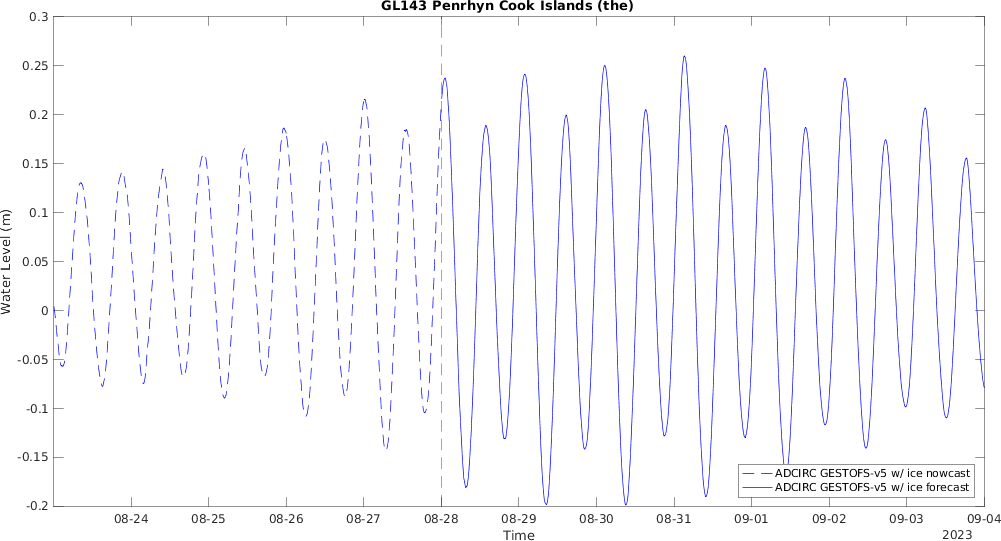 GL143 Penrhyn Cook Islands (the)
0.3
0.25
0.2
0.15
0.1
0.05
0
-0.05
-0.1
-0.15
-0.2
Water Level (m)
ADCIRC GESTOFS-v5 w/ ice nowcast
ADCIRC GESTOFS-v5 w/ ice forecast
08-24 08-25 08-26 08-27 08-28 08-29 08-30 08-31 09-01 09-02 09-03 09-04
Time
2023